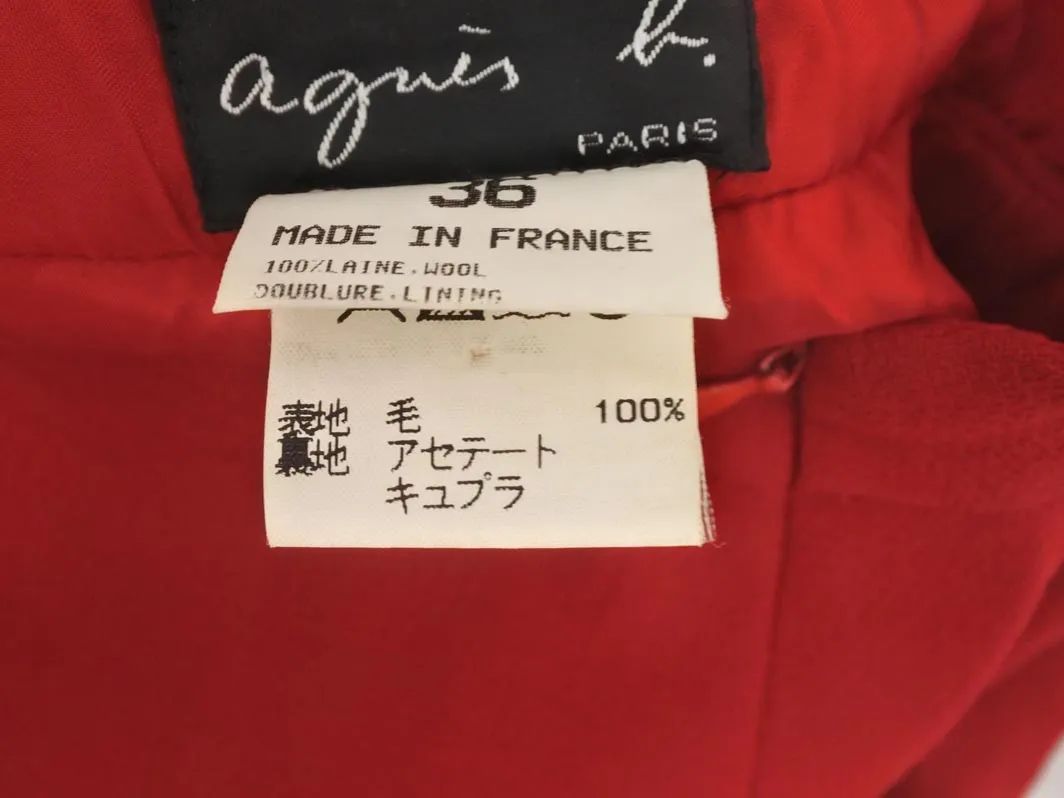 agnès b.
PARIS
36
MADE IN FRANCE
100%LAINE.WOOL
DOUBLURE.LINING
表地 毛 100%
裏地 アセテート
キュプラ